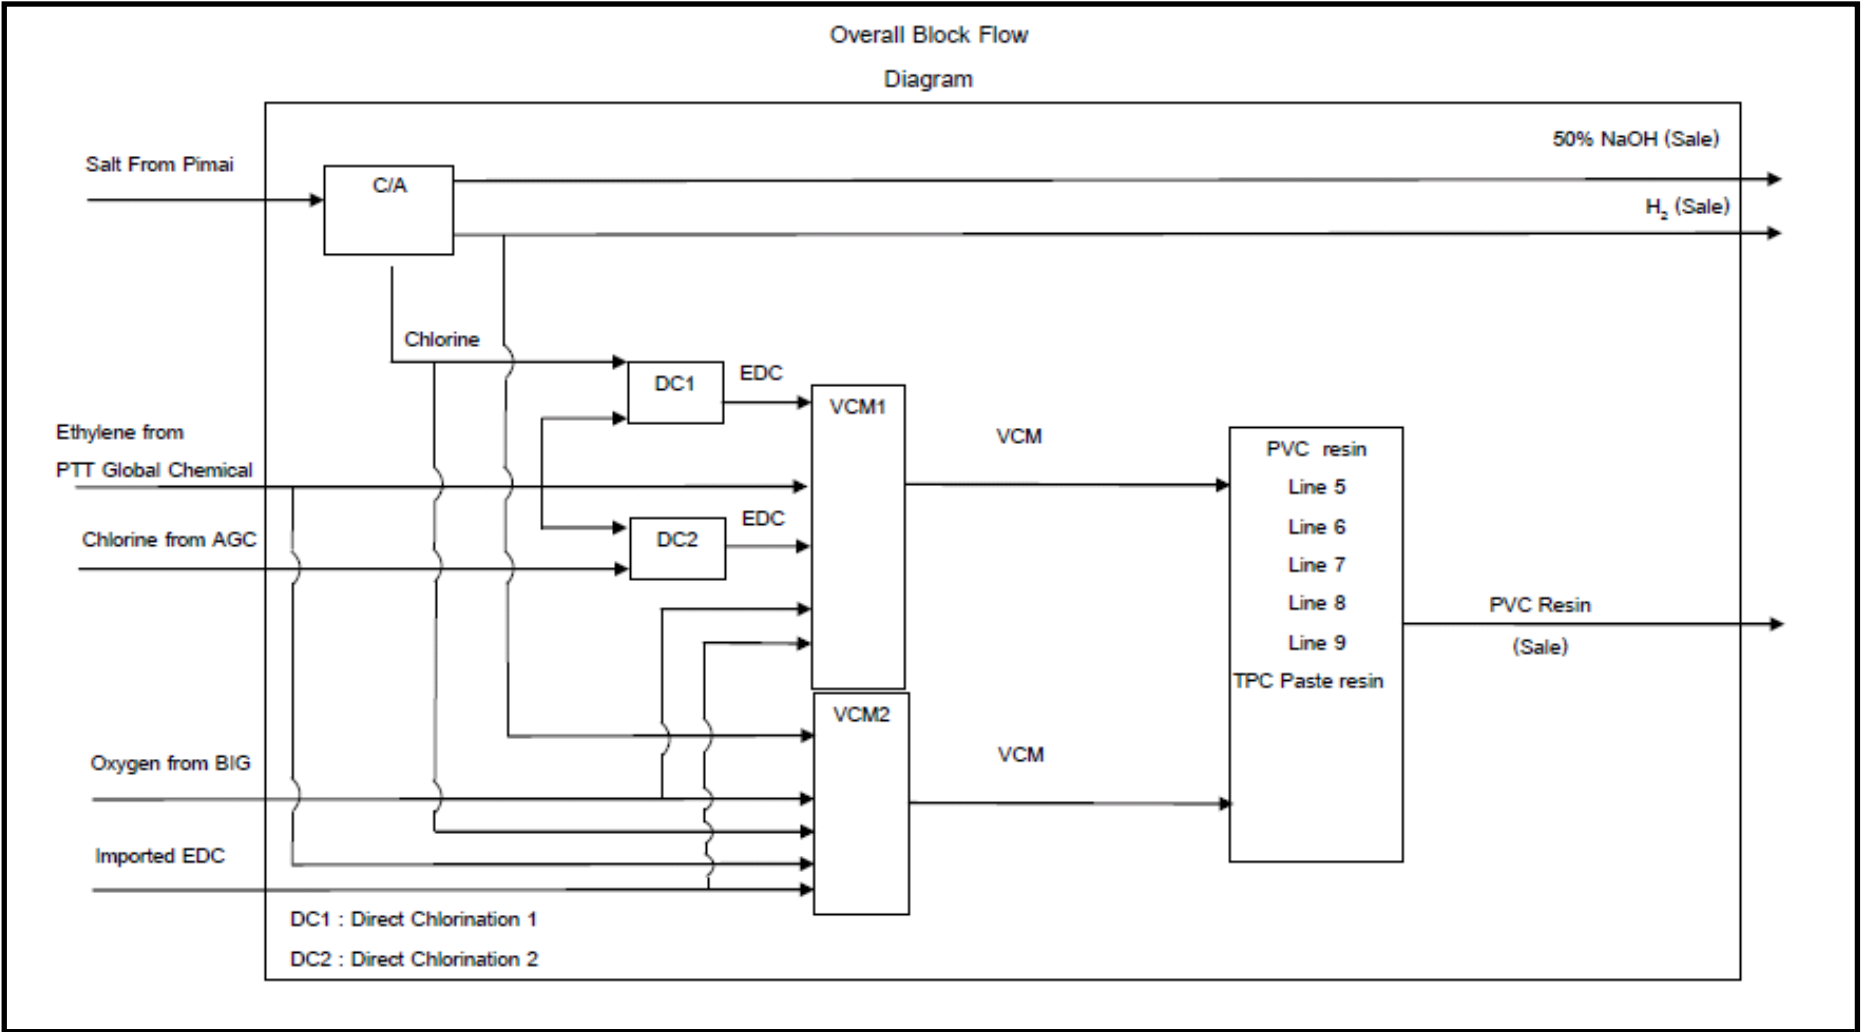 Overall Block Flow
Diagram
50% NaOH (Sale)
Salt From Pimai
C/A
H₂ (Sale)
Chlorine
DC1
EDC
VCM1
Ethylene from
PTT Global Chemical
VCM
PVC resin
Line 5
Line 6
Line 7
Line 8
Line 9
TPC Paste resin
Chlorine from AGC
DC2
EDC
PVC Resin
(Sale)
VCM2
VCM
Oxygen from BIG
Imported EDC
DC1 : Direct Chlorination 1
DC2 : Direct Chlorination 2